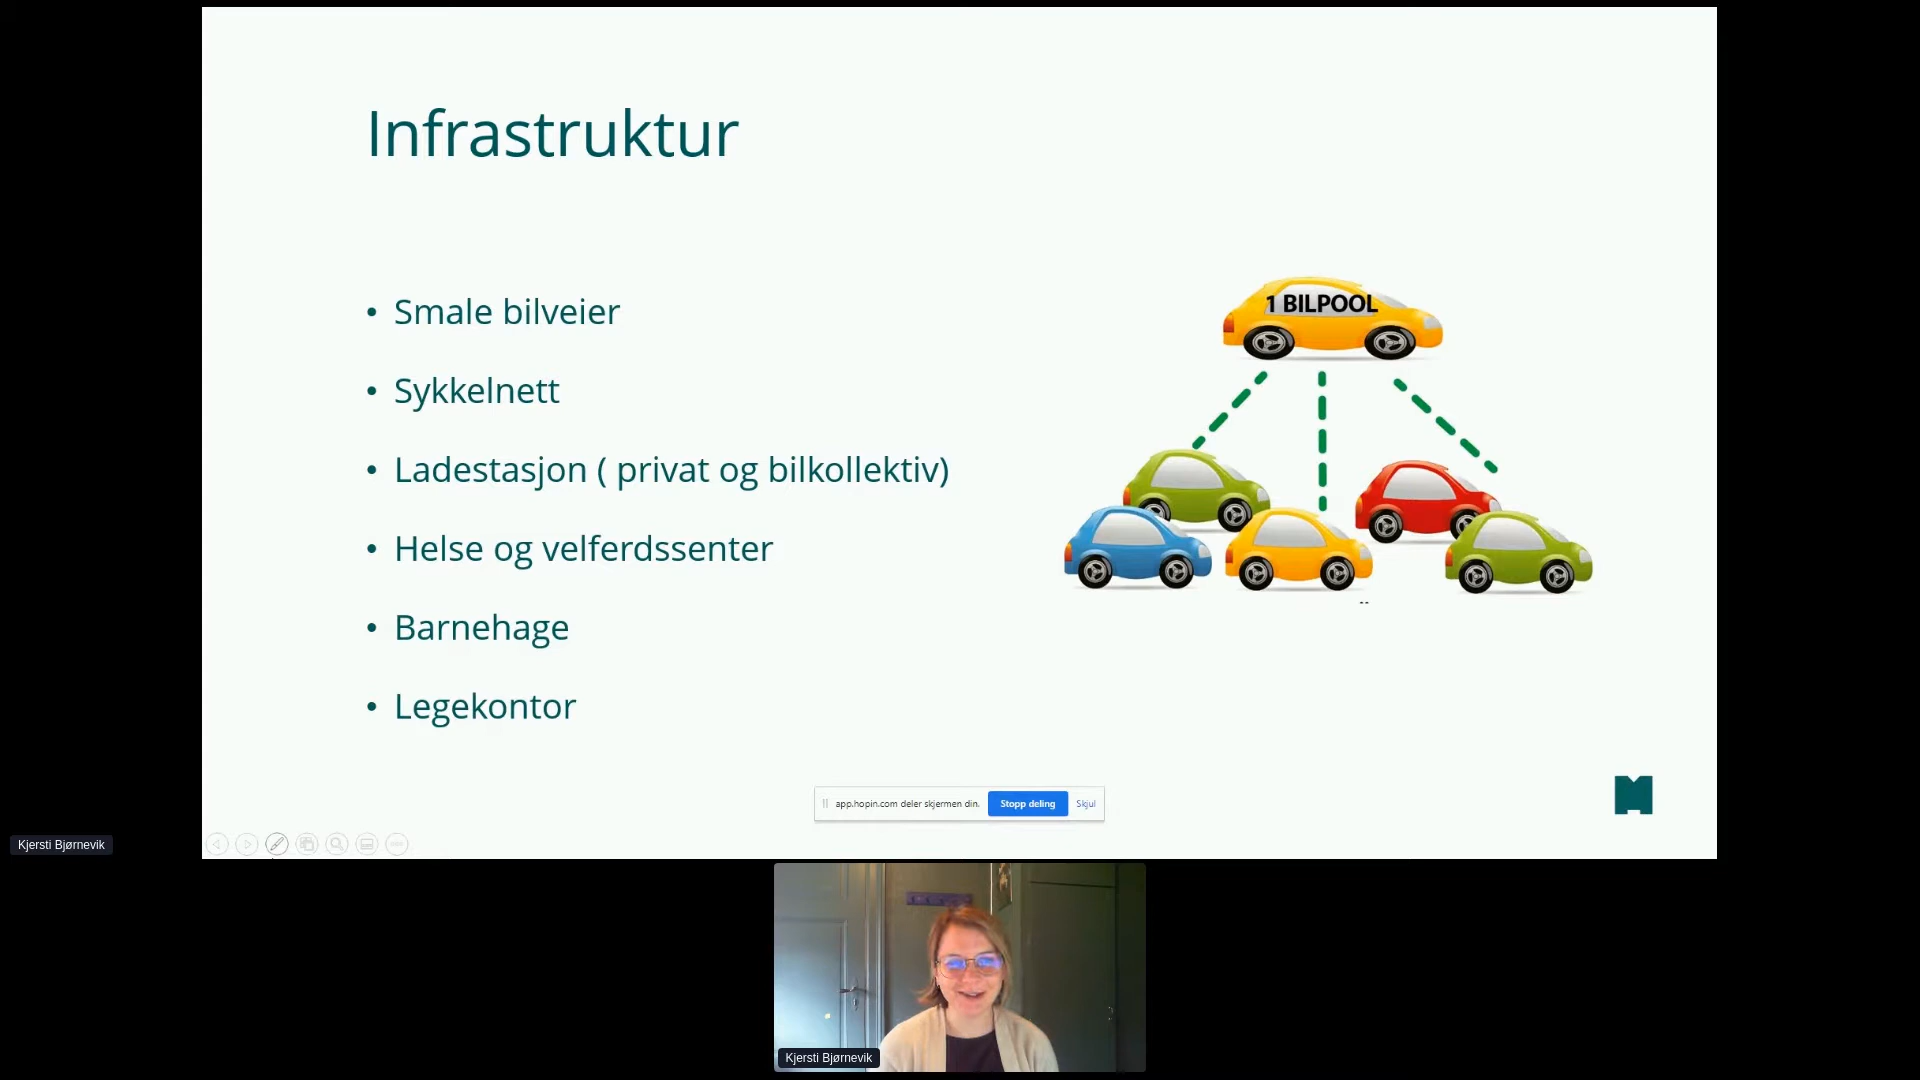 Infrastruktur
• Smale bilveier
• Sykkelnett
• Ladestasjon ( privat og bilkollektiv)
• Helse og velferdssenter
• Barnehage
• Legekontor
1 BILPOOL
app.hopin.com deler skjermen din.
Stopp deling
Skjul
Kjersti Bjørnevik
Kjersti Bjørnevik